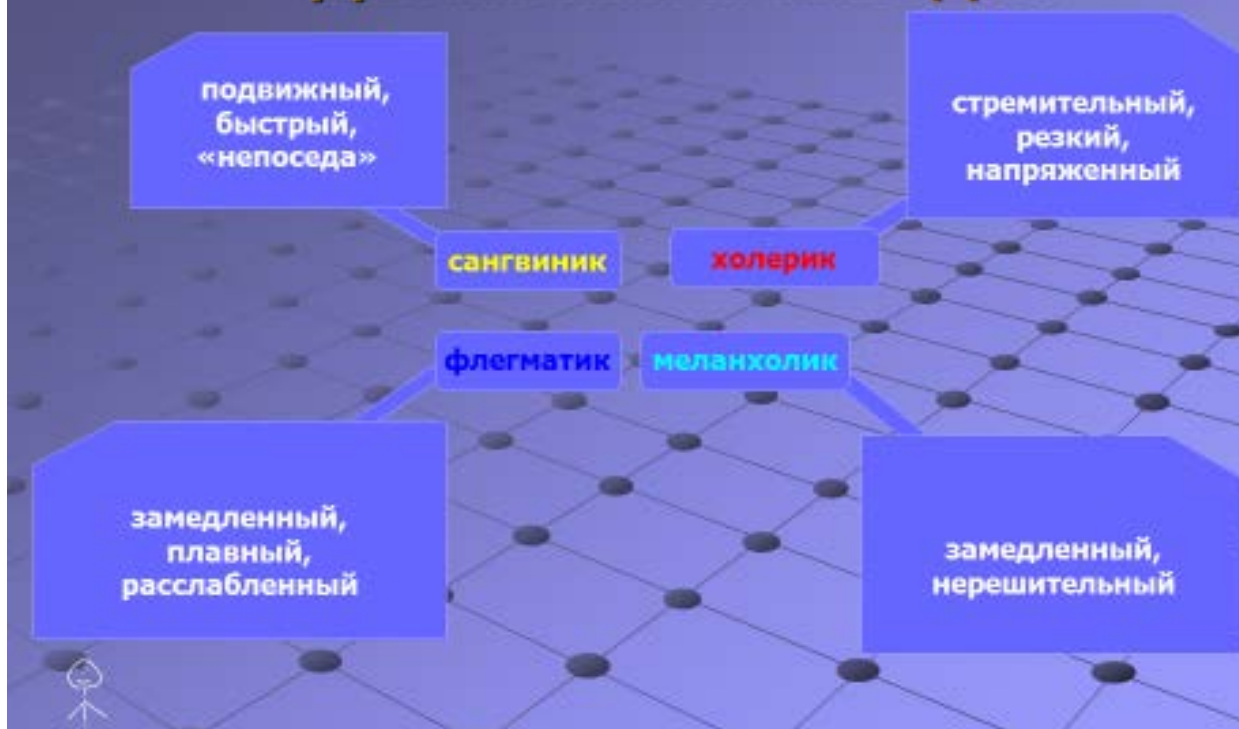 подвижный,
быстрый,
«непоседа»
стремительный,
резкий,
напряженный
сангвиник
холерик
флегматик
меланхолик
замедленный,
плавный,
расслабленный
замедленный,
нерешительный